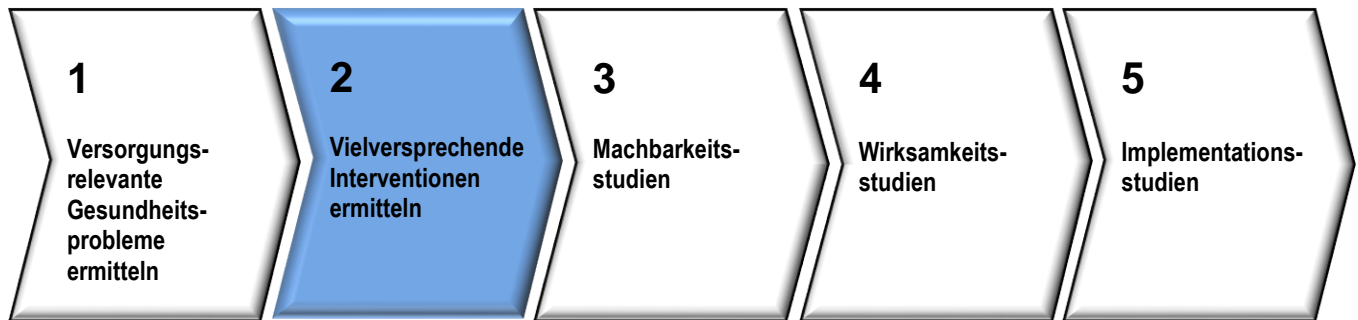 1
Versorgungs-
relevante
Gesundheits-
probleme
ermitteln
2
Vielversprechende
Interventionen
ermitteln
3
Machbarkeits-
studien
4
Wirksamkeits-
studien
5
Implementations-
studien